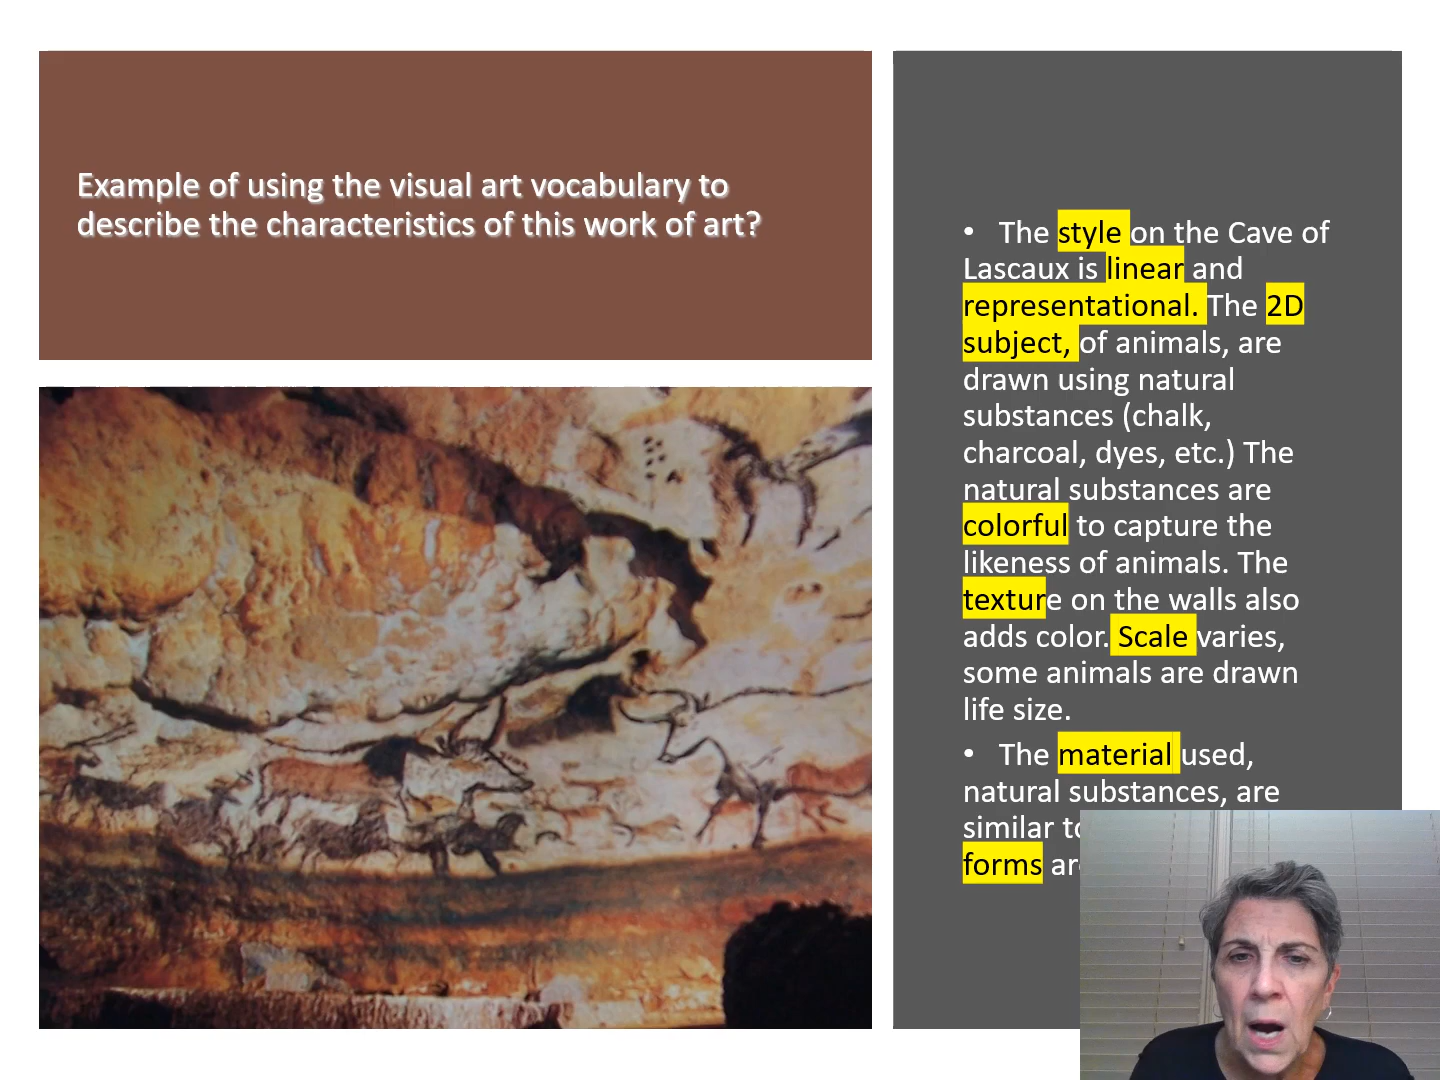 Example of using the visual art vocabulary to
describe the characteristics of this work of art?
• The style on the Cave of
Lascaux is linear and
representational. The 2D
subject, of animals, are
drawn using natural
substances (chalk,
charcoal, dyes, etc.) The
natural substances are
colorful to capture the
likeness of animals. The
texture on the walls also
adds color. Scale varies,
some animals are drawn
life size.
• The material used,
natural substances, are
similar
forms